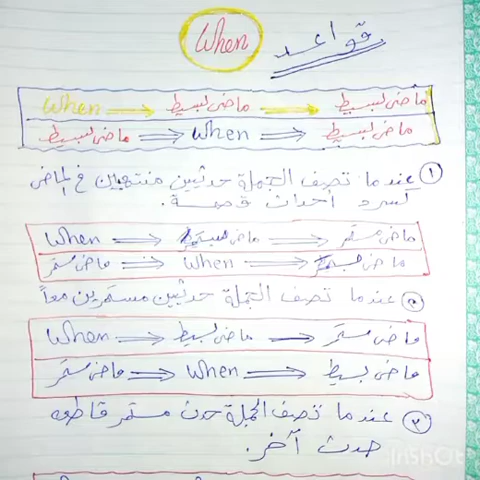 قواعد When
When → ماضي بسيط → ماضي بسيط
ماضي بسيط ⇒ When ⇒ ماضي بسيط
① عندما تصف الجملة حدثين منتهيين في الماضي
لسرد أحداث قصة.
When ⇒ ماضي مستمر ⇒ ماضي مستمر
ماضي مستمر ⇒ When ⇒ ماضي مستمر
② عندما تصف الجملة حدثين مستمرين معاً
When ⇒ ماضي بسيط → ماضي مستمر
ماضي مستمر ⇒ When ⇒ ماضي بسيط
③ عندما تصف الجملة حدث مستمر قاطعه
حدث آخر.
InShOt